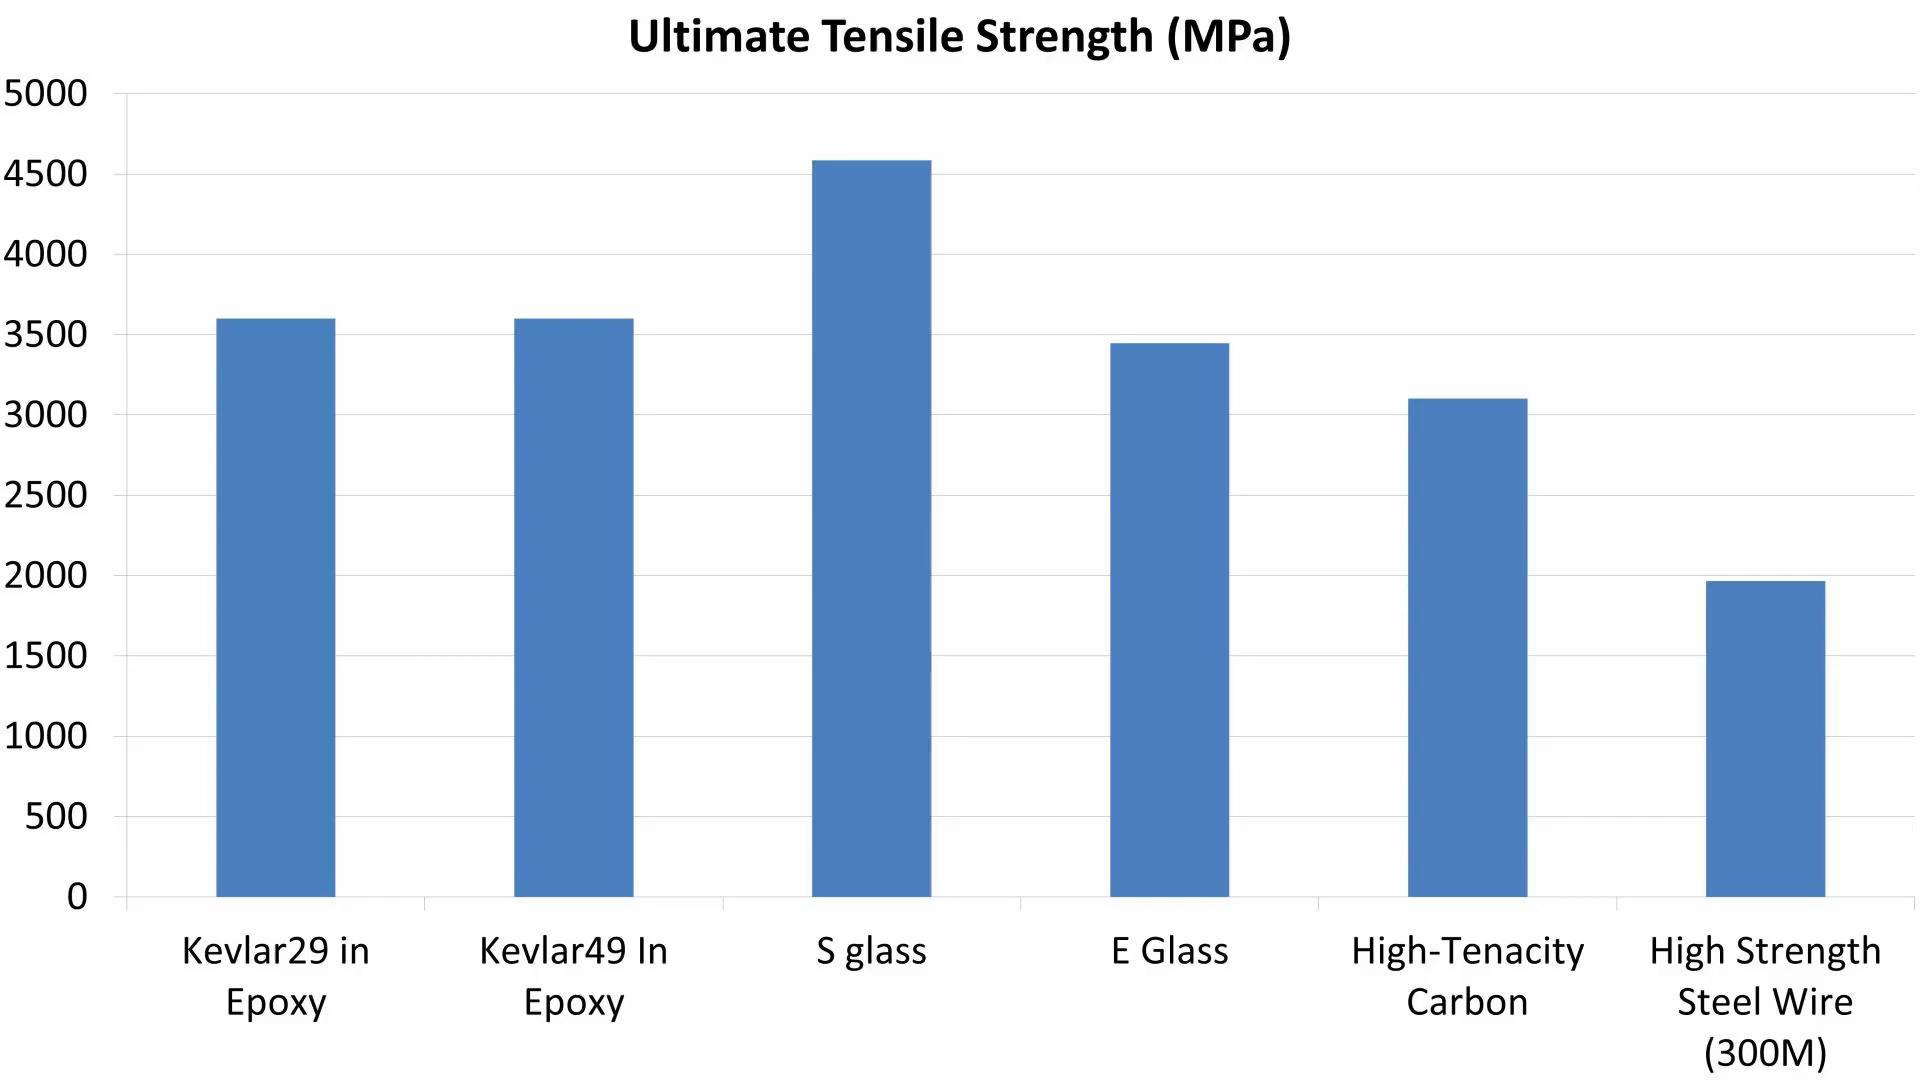 Ultimate Tensile Strength (MPa)
5000
4500
4000
3500
3000
2500
2000
1500
1000
500
0
Kevlar29 in
Epoxy
Kevlar49 In
Epoxy
S glass
E Glass
High-Tenacity
Carbon
High Strength
Steel Wire
(300M)